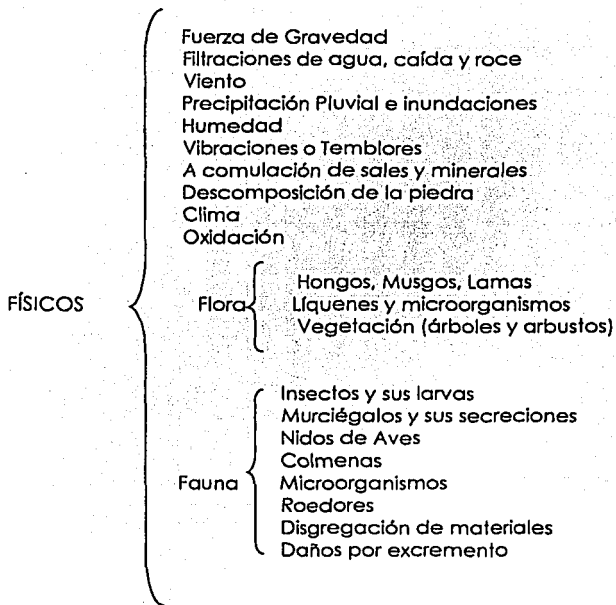 Fuerza de Gravedad
Filtraciones de agua, caída y roce
Viento
Precipitación Pluvial e inundaciones
Humedad
Vibraciones o Temblores
A comulación de sales y minerales
Descomposición de la piedra
Clima
Oxidación
FÍSICOS
Flora
Hongos, Musgos, Lamas
Líquenes y microorganismos
Vegetación (árboles y arbustos)
Fauna
Insectos y sus larvas
Murciégalos y sus secreciones
Nidos de Aves
Colmenas
Microorganismos
Roedores
Disgregación de materiales
Daños por excremento